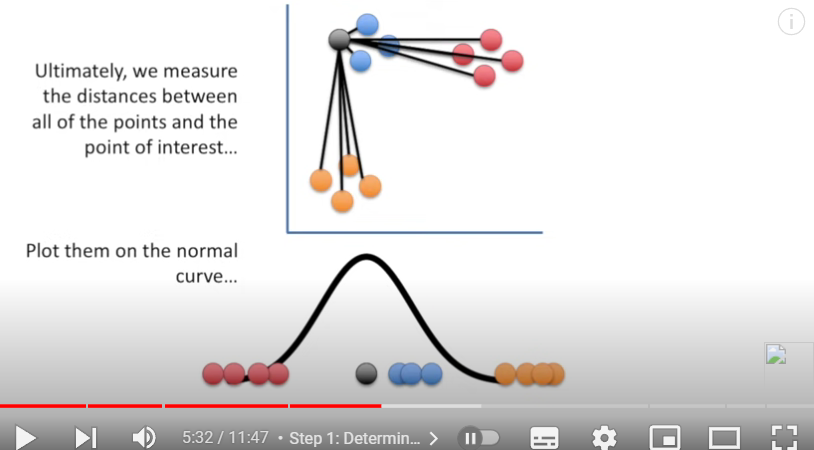 Ultimately, we measure
the distances between
all of the points and the
point of interest...
Plot them on the normal
curve...
5:32 / 11:47 • Step 1: Determin...